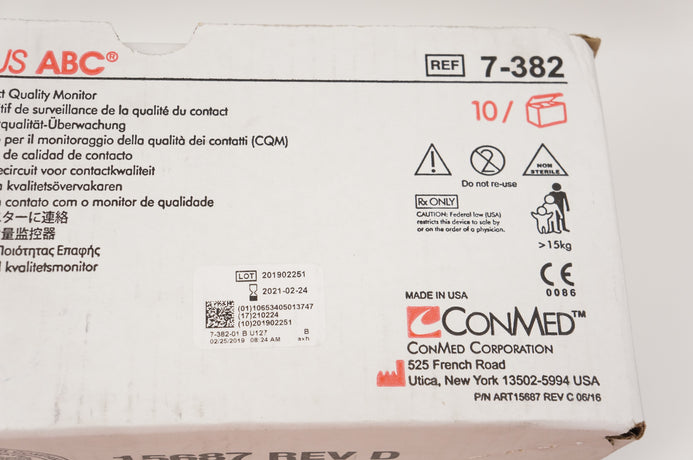 US ABC®
REF 7-382
Quality Monitor
10/
tif de surveillance de la qualité du contact
qualität-Überwachung
per il monitoraggio della qualità dei contatti (CQM)
de calidad de contacto
recircuit voor contactkwaliteit
kvalitetsövervakaren
contato com o monitor de qualidade
ターに連絡
量监控器
Ποιότητας Επαφής
kvalitetsmonitor
2
NON
STERILE
Do not re-use
Rx ONLY
CAUTION: Federal law (USA)
restricts this device to sale by
or on the order of a physician.
>15kg
CE
0086
LOT 201902251
2021-02-24
(01)10653405013747
(17)210224
(10)201902251
7-382-01 B U127 B
02/25/2019 08:24 AM axh
MADE IN USA
CONMED™
CONMED CORPORATION
525 French Road
Utica, New York 13502-5994 USA
P/N ART15687 REV C 06/16
15687 REV D